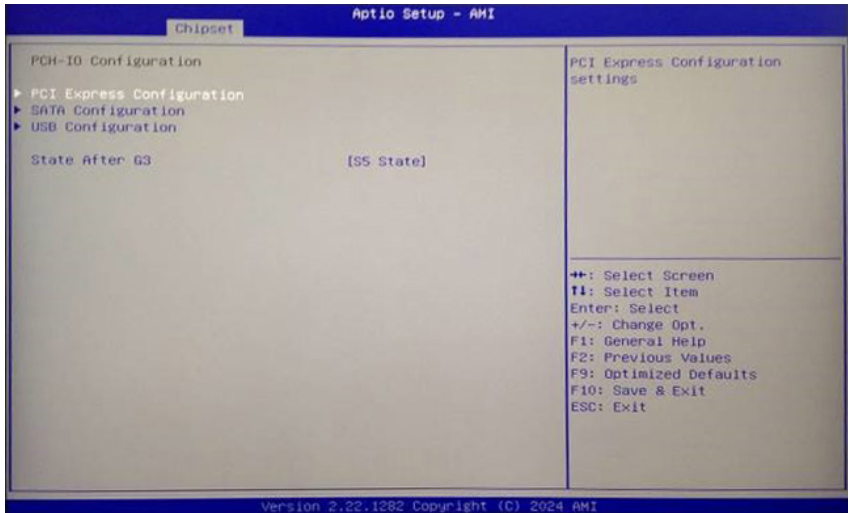 Aptio Setup - AMI
Chipset
PCH-IO Configuration
► PCI Express Configuration
► SATA Configuration
► USB Configuration
State After G3 [S5 State]
PCI Express Configuration
settings
→←: Select Screen
↑↓: Select Item
Enter: Select
+/-: Change Opt.
F1: General Help
F2: Previous Values
F9: Optimized Defaults
F10: Save & Exit
ESC: Exit
Version 2.22.1282 Copyright (C) 2024 AMI